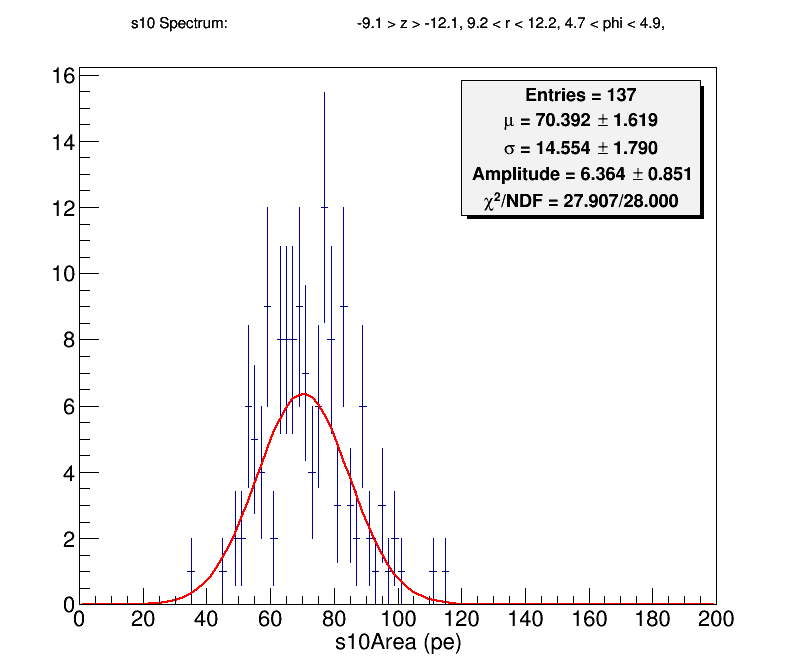 s10 Spectrum: -9.1 > z > -12.1, 9.2 < r < 12.2, 4.7 < phi < 4.9,
Entries = 137
μ = 70.392 ± 1.619
σ = 14.554 ± 1.790
Amplitude = 6.364 ± 0.851
χ²/NDF = 27.907/28.000
16
14
12
10
8
6
4
2
0
0 20 40 60 80 100 120 140 160 180 200
s10Area (pe)